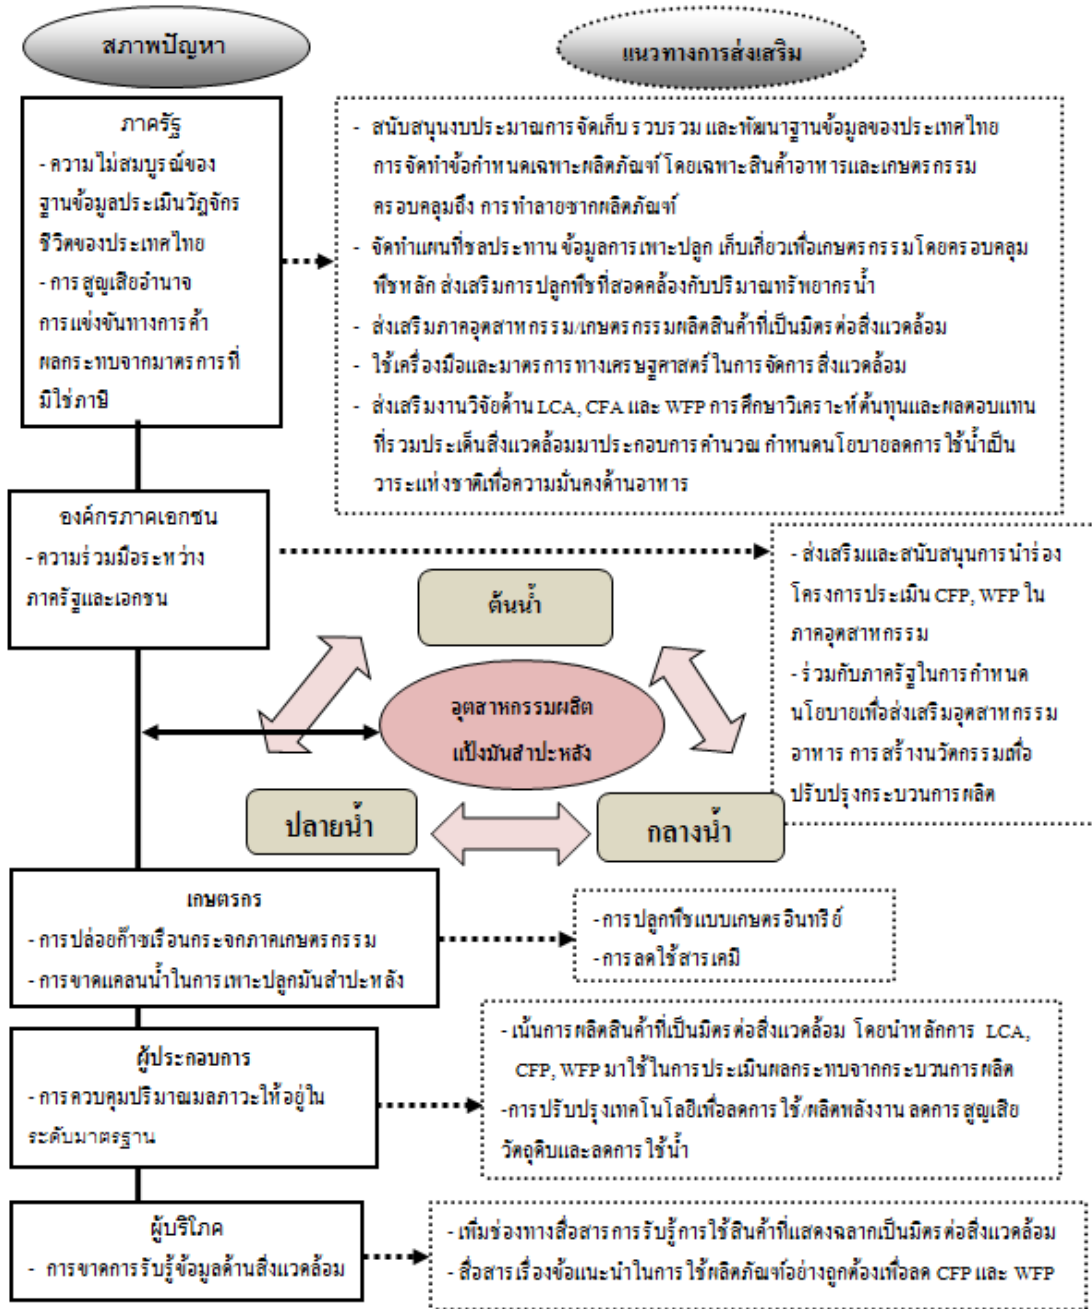 สภาพปัญหา
แนวทางการส่งเสริม
ภาครัฐ
- ความไม่สมบูรณ์ของ
ฐานข้อมูลประเมินวัฏจักร
ชีวิตของประเทศไทย
- การสูญเสียอำนาจ
การแข่งขันทางการค้า
ผลกระทบจากมาตรการที่
มิใช่ภาษี
- สนับสนุนงบประมาณการจัดเก็บ รวบรวม และพัฒนาฐานข้อมูลของประเทศไทย
การจัดทำข้อกำหนดเฉพาะผลิตภัณฑ์ โดยเฉพาะสินค้าอาหารและเกษตรกรรม
ครอบคลุมถึง การทำลายซากผลิตภัณฑ์
- จัดทำแผนที่ชลประทาน ข้อมูลการเพาะปลูก เก็บเกี่ยวเพื่อเกษตรกรรมโดยครอบคลุม
พืชหลัก ส่งเสริมการปลูกพืชที่สอดคล้องกับปริมาณทรัพยากรน้ำ
- ส่งเสริมภาคอุตสาหกรรม/เกษตรกรรมผลิตสินค้าที่เป็นมิตรต่อสิ่งแวดล้อม
- ใช้เครื่องมือและมาตรการทางเศรษฐศาสตร์ในการจัดการสิ่งแวดล้อม
- ส่งเสริมงานวิจัยด้าน LCA, CFA และ WFP การศึกษาวิเคราะห์ต้นทุนและผลตอบแทน
ที่รวมประเด็นสิ่งแวดล้อมมาประกอบการคำนวณ กำหนดนโยบายลดการใช้น้ำเป็น
วาระแห่งชาติเพื่อความมั่นคงด้านอาหาร
องค์กรภาคเอกชน
- ความร่วมมือระหว่าง
ภาครัฐและเอกชน
- ส่งเสริมและสนับสนุนการนำร่อง
โครงการประเมิน CFP, WFP ใน
ภาคอุตสาหกรรม
- ร่วมกับภาครัฐในการกำหนด
นโยบายเพื่อส่งเสริมอุตสาหกรรม
อาหาร การสร้างนวัตกรรมเพื่อ
ปรับปรุงกระบวนการผลิต
ต้นน้ำ
อุตสาหกรรมผลิต
แป้งมันสำปะหลัง
ปลายน้ำ
กลางน้ำ
เกษตรกร
- การปล่อยก๊าซเรือนกระจกภาคเกษตรกรรม
- การขาดแคลนน้ำในการเพาะปลูกมันสำปะหลัง
- การปลูกพืชแบบเกษตรอินทรีย์
- การลดใช้สารเคมี
ผู้ประกอบการ
- การควบคุมปริมาณมลภาวะให้อยู่ใน
ระดับมาตรฐาน
- เน้นการผลิตสินค้าที่เป็นมิตรต่อสิ่งแวดล้อม โดยนำหลักการ LCA,
CFP, WFP มาใช้ในการประเมินผลกระทบจากกระบวนการผลิต
-การปรับปรุงเทคโนโลยีเพื่อลดการใช้/ผลิตพลังงาน ลดการสูญเสีย
วัตถุดิบและลดการใช้น้ำ
ผู้บริโภค
- การขาดการรับรู้ข้อมูลด้านสิ่งแวดล้อม
- เพิ่มช่องทางสื่อสารการรับรู้การใช้สินค้าที่แสดงฉลากเป็นมิตรต่อสิ่งแวดล้อม
- สื่อสารเรื่องข้อแนะนำในการใช้ผลิตภัณฑ์อย่างถูกต้องเพื่อลด CFP และ WFP